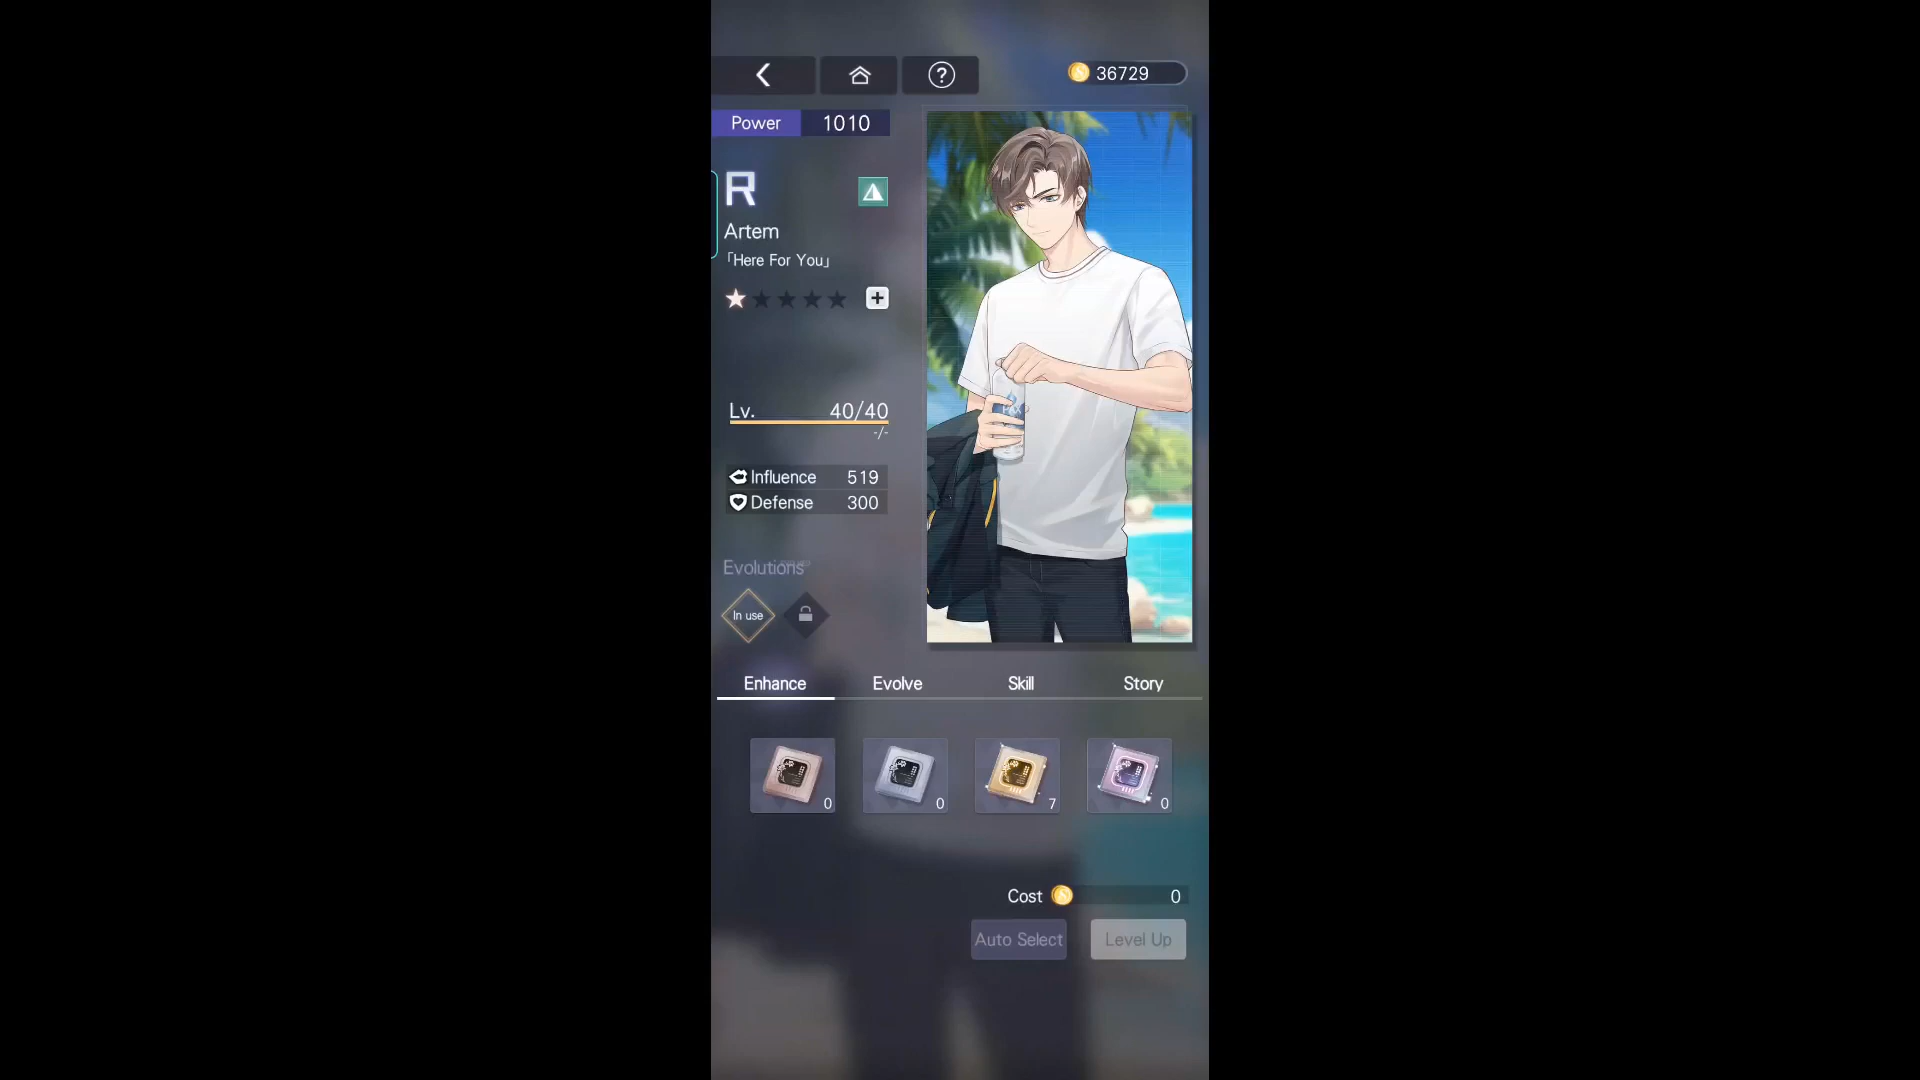 36729
Power 1010
R
Artem
「Here For You」
Lv. 40/40
-/-
Influence 519
Defense 300
Evolutions
In use
Enhance Evolve Skill Story
0 0 7 0
Cost 0
Auto Select Level Up
PAX